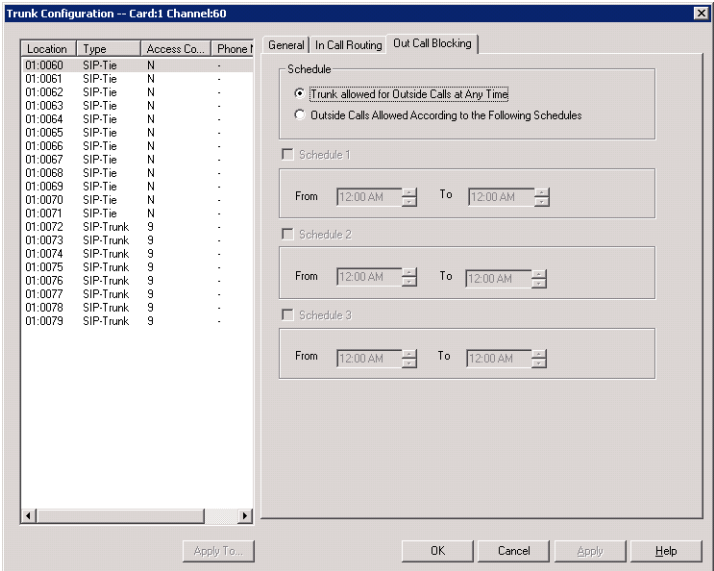 Trunk Configuration -- Card:1 Channel:60
General In Call Routing Out Call Blocking
Location Type Access Co... Phone N
01:0060 SIP-Tie N -
01:0061 SIP-Tie N -
01:0062 SIP-Tie N -
01:0063 SIP-Tie N -
01:0064 SIP-Tie N -
01:0065 SIP-Tie N -
01:0066 SIP-Tie N -
01:0067 SIP-Tie N -
01:0068 SIP-Tie N -
01:0069 SIP-Tie N -
01:0070 SIP-Tie N -
01:0071 SIP-Tie N -
01:0072 SIP-Trunk 9 -
01:0073 SIP-Trunk 9 -
01:0074 SIP-Trunk 9 -
01:0075 SIP-Trunk 9 -
01:0076 SIP-Trunk 9 -
01:0077 SIP-Trunk 9 -
01:0078 SIP-Trunk 9 -
01:0079 SIP-Trunk 9 -
Schedule
Trunk allowed for Outside Calls at Any Time
Outside Calls Allowed According to the Following Schedules
Schedule 1
From 12:00 AM To 12:00 AM
Schedule 2
From 12:00 AM To 12:00 AM
Schedule 3
From 12:00 AM To 12:00 AM
Apply To... OK Cancel Apply Help